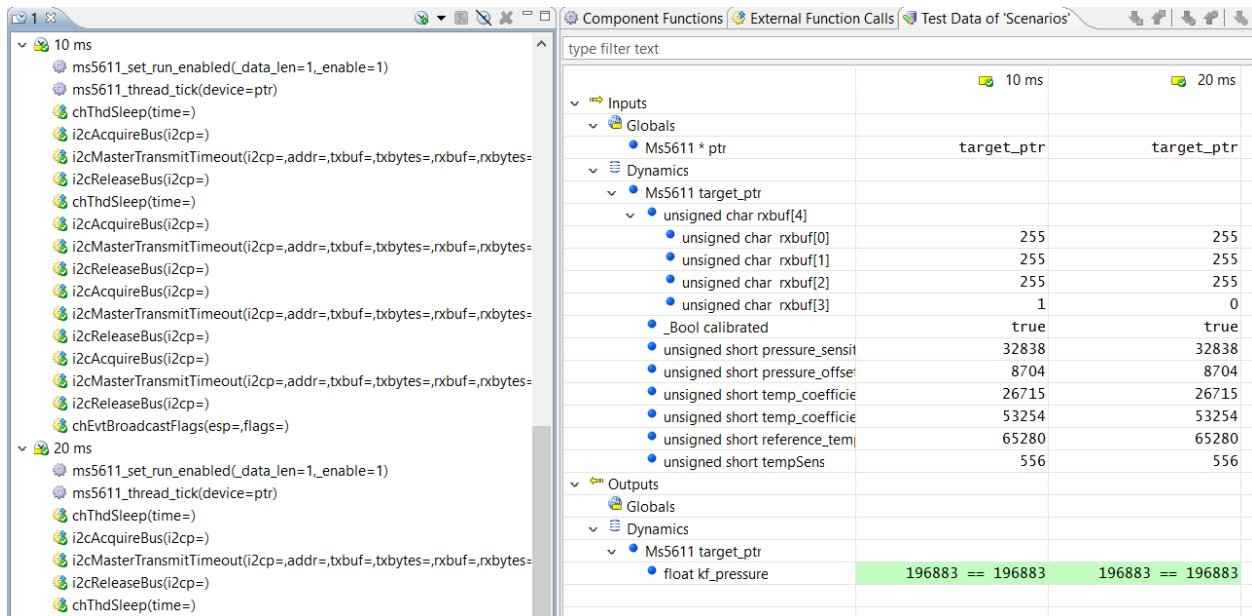 1
10 ms
ms5611_set_run_enabled(_data_len=1,_enable=1)
ms5611_thread_tick(device=ptr)
chThdSleep(time=)
i2cAcquireBus(i2cp=)
i2cMasterTransmitTimeout(i2cp=,addr=,txbuf=,txbytes=,rxbuf=,rxbytes=
i2cReleaseBus(i2cp=)
chThdSleep(time=)
i2cAcquireBus(i2cp=)
i2cMasterTransmitTimeout(i2cp=,addr=,txbuf=,txbytes=,rxbuf=,rxbytes=
i2cReleaseBus(i2cp=)
i2cAcquireBus(i2cp=)
i2cMasterTransmitTimeout(i2cp=,addr=,txbuf=,txbytes=,rxbuf=,rxbytes=
i2cReleaseBus(i2cp=)
i2cAcquireBus(i2cp=)
i2cMasterTransmitTimeout(i2cp=,addr=,txbuf=,txbytes=,rxbuf=,rxbytes=
i2cReleaseBus(i2cp=)
chEvtBroadcastFlags(esp=,flags=)
20 ms
ms5611_set_run_enabled(_data_len=1,_enable=1)
ms5611_thread_tick(device=ptr)
chThdSleep(time=)
i2cAcquireBus(i2cp=)
i2cMasterTransmitTimeout(i2cp=,addr=,txbuf=,txbytes=,rxbuf=,rxbytes=
i2cReleaseBus(i2cp=)
chThdSleep(time=)
Component Functions External Function Calls Test Data of 'Scenarios'
type filter text
10 ms 20 ms
Inputs
Globals
Ms5611 * ptr target_ptr target_ptr
Dynamics
Ms5611 target_ptr
unsigned char rxbuf[4]
unsigned char rxbuf[0] 255 255
unsigned char rxbuf[1] 255 255
unsigned char rxbuf[2] 255 255
unsigned char rxbuf[3] 1 0
_Bool calibrated true true
unsigned short pressure_sensit 32838 32838
unsigned short pressure_offset 8704 8704
unsigned short temp_coefficie 26715 26715
unsigned short temp_coefficie 53254 53254
unsigned short reference_temp 65280 65280
unsigned short tempSens 556 556
Outputs
Globals
Dynamics
Ms5611 target_ptr
float kf_pressure 196883 == 196883 196883 == 196883